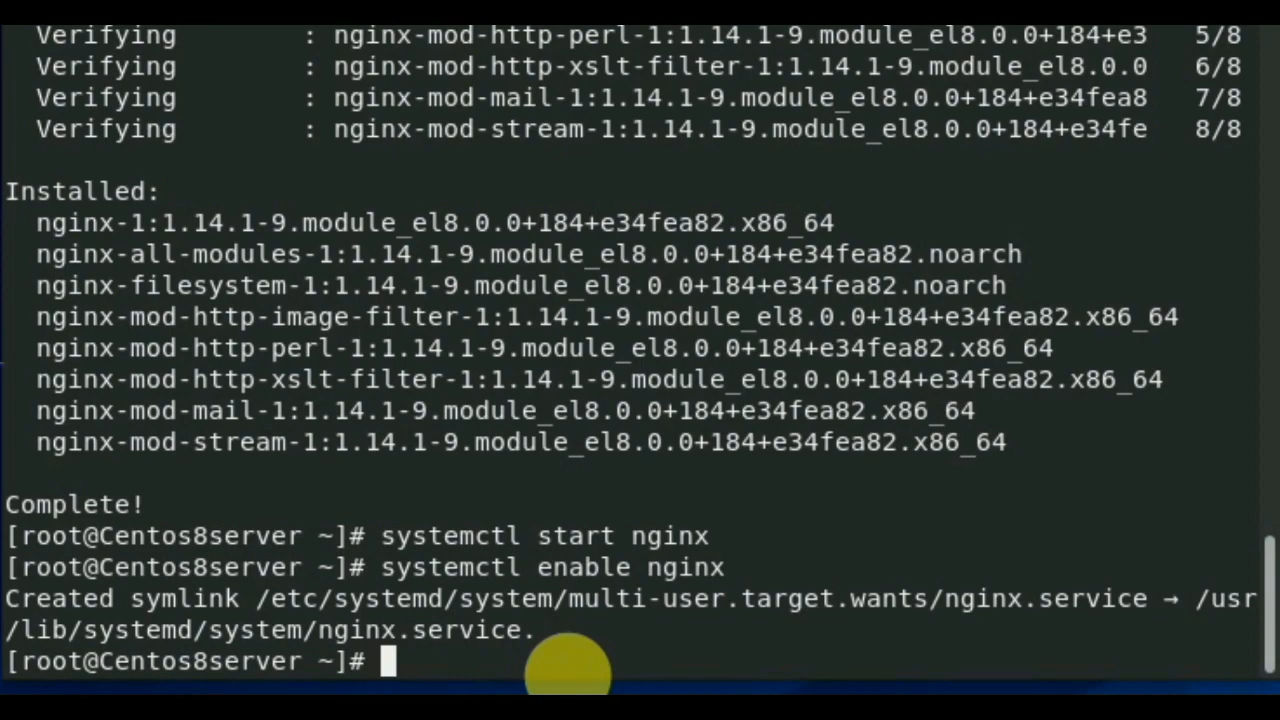 Verifying : nginx-mod-http-perl-1:1.14.1-9.module_el8.0.0+184+e3 5/8
Verifying : nginx-mod-http-xslt-filter-1:1.14.1-9.module_el8.0.0 6/8
Verifying : nginx-mod-mail-1:1.14.1-9.module_el8.0.0+184+e34fea8 7/8
Verifying : nginx-mod-stream-1:1.14.1-9.module_el8.0.0+184+e34fe 8/8
Installed:
nginx-1:1.14.1-9.module_el8.0.0+184+e34fea82.x86_64
nginx-all-modules-1:1.14.1-9.module_el8.0.0+184+e34fea82.noarch
nginx-filesystem-1:1.14.1-9.module_el8.0.0+184+e34fea82.noarch
nginx-mod-http-image-filter-1:1.14.1-9.module_el8.0.0+184+e34fea82.x86_64
nginx-mod-http-perl-1:1.14.1-9.module_el8.0.0+184+e34fea82.x86_64
nginx-mod-http-xslt-filter-1:1.14.1-9.module_el8.0.0+184+e34fea82.x86_64
nginx-mod-mail-1:1.14.1-9.module_el8.0.0+184+e34fea82.x86_64
nginx-mod-stream-1:1.14.1-9.module_el8.0.0+184+e34fea82.x86_64
Complete!
[root@Centos8server ~]# systemctl start nginx
[root@Centos8server ~]# systemctl enable nginx
Created symlink /etc/systemd/system/multi-user.target.wants/nginx.service → /usr
/lib/systemd/system/nginx.service.
[root@Centos8server ~]#